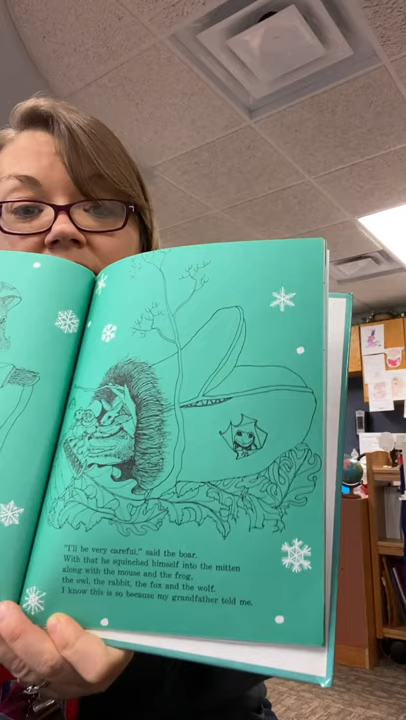 "I'll be very careful," said the boar.
With that he squinched himself into the mitten
along with the mouse and the frog,
the owl, the rabbit, the fox and the wolf.
I know this is so because my grandfather told me.